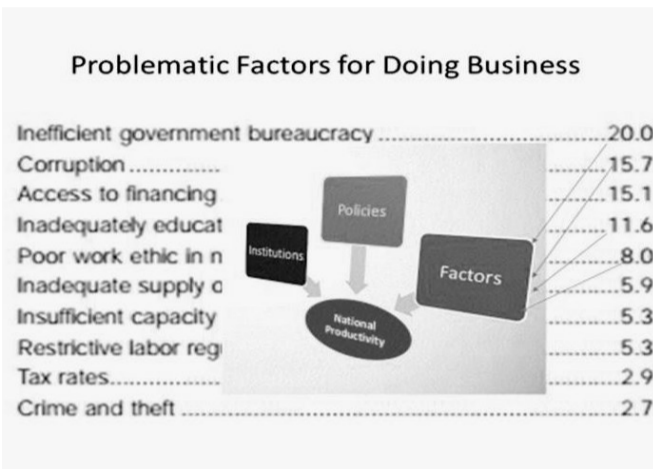 Problematic Factors for Doing Business
Inefficient government bureaucracy ........................................... 20.0
Corruption ................ ............. 15.7
Access to financing ............. 15.1
Inadequately educat ............. 11.6
Poor work ethic in n ............. 8.0
Inadequate supply o ............. 5.9
Insufficient capacity ............. 5.3
Restrictive labor reg ............. 5.3
Tax rates.................. ............. 2.9
Crime and theft ................................................................. 2.7
Policies
Institutions
Factors
National
Productivity